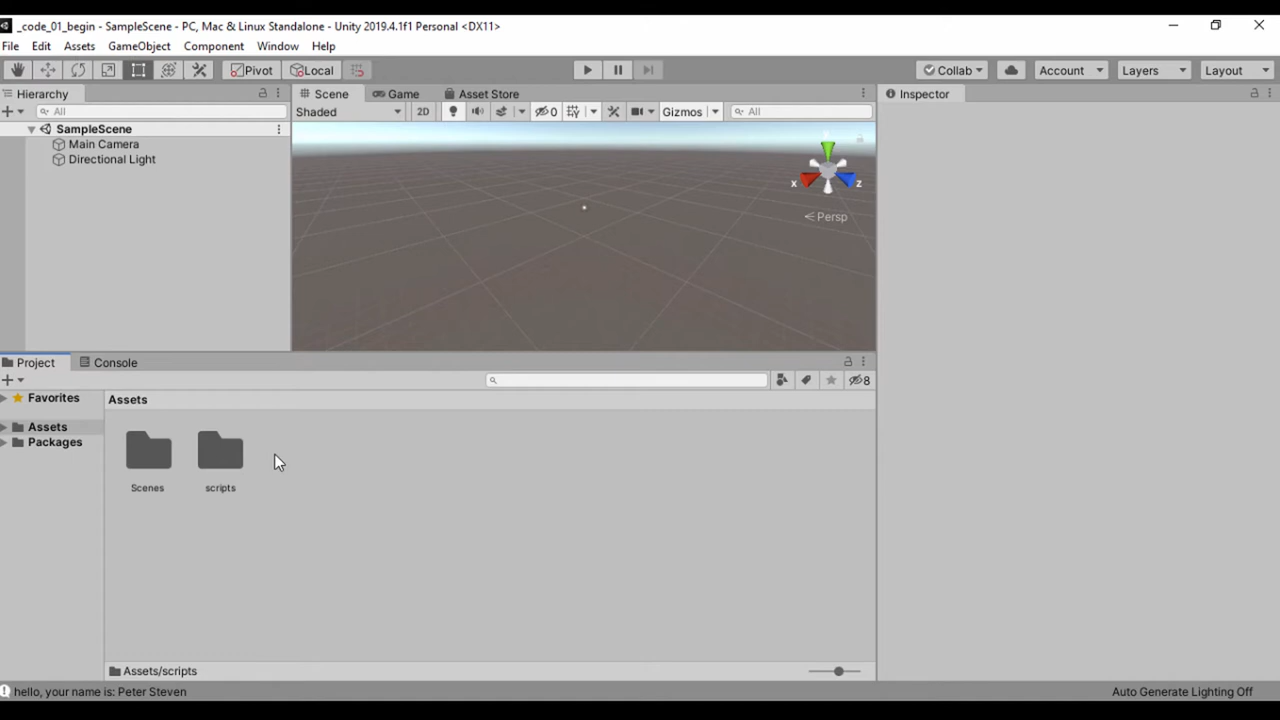 _code_01_begin - SampleScene - PC, Mac & Linux Standalone - Unity 2019.4.1f1 Personal <DX11>
File Edit Assets GameObject Component Window Help
Pivot Local Collab Account Layers Layout
Hierarchy
All
SampleScene
Main Camera
Directional Light
Scene Game Asset Store
Shaded 2D 0 Gizmos All
x z
Persp
Inspector
Project Console
8
Favorites
Assets
Packages
Assets
Scenes scripts
Assets/scripts
hello, your name is: Peter Steven
Auto Generate Lighting Off